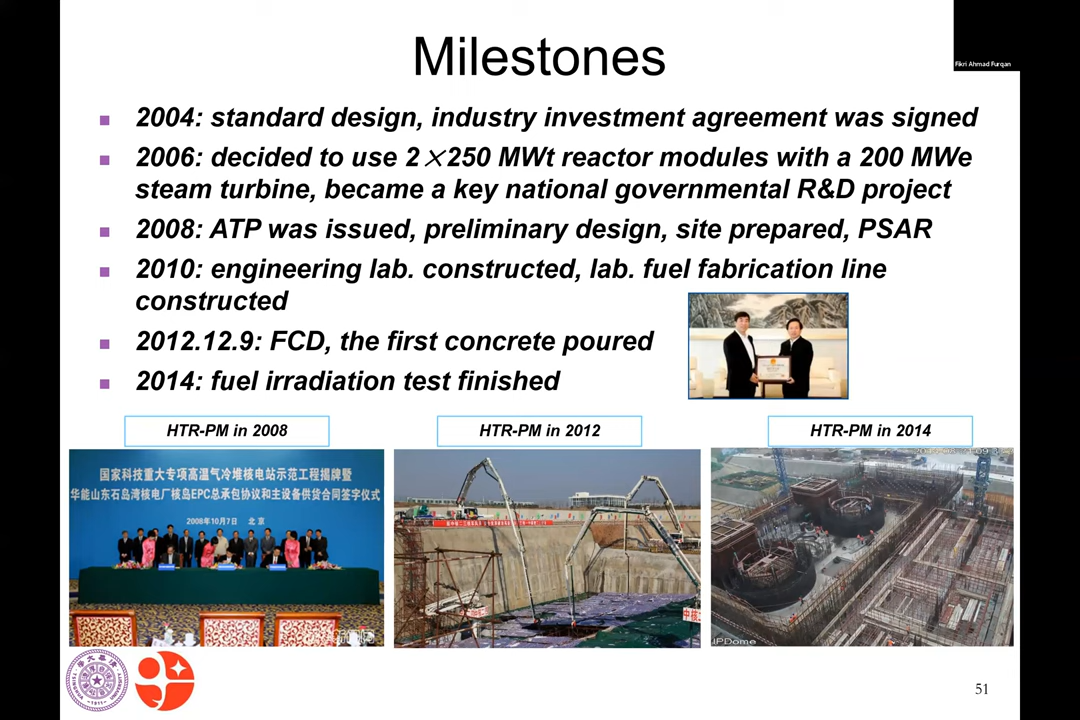 Milestones
Fikri Ahmad Furqan
2004: standard design, industry investment agreement was signed
2006: decided to use 2×250 MWt reactor modules with a 200 MWe
steam turbine, became a key national governmental R&D project
2008: ATP was issued, preliminary design, site prepared, PSAR
2010: engineering lab. constructed, lab. fuel fabrication line
constructed
2012.12.9: FCD, the first concrete poured
2014: fuel irradiation test finished
HTR-PM in 2008
HTR-PM in 2012
HTR-PM in 2014
国家科技重大专项高温气冷堆核电站示范工程揭牌暨
华能山东石岛湾核电厂核岛EPC总承包协议和主设备供货合同签字仪式
2008年10月7日 北京
中核
IPDome
51